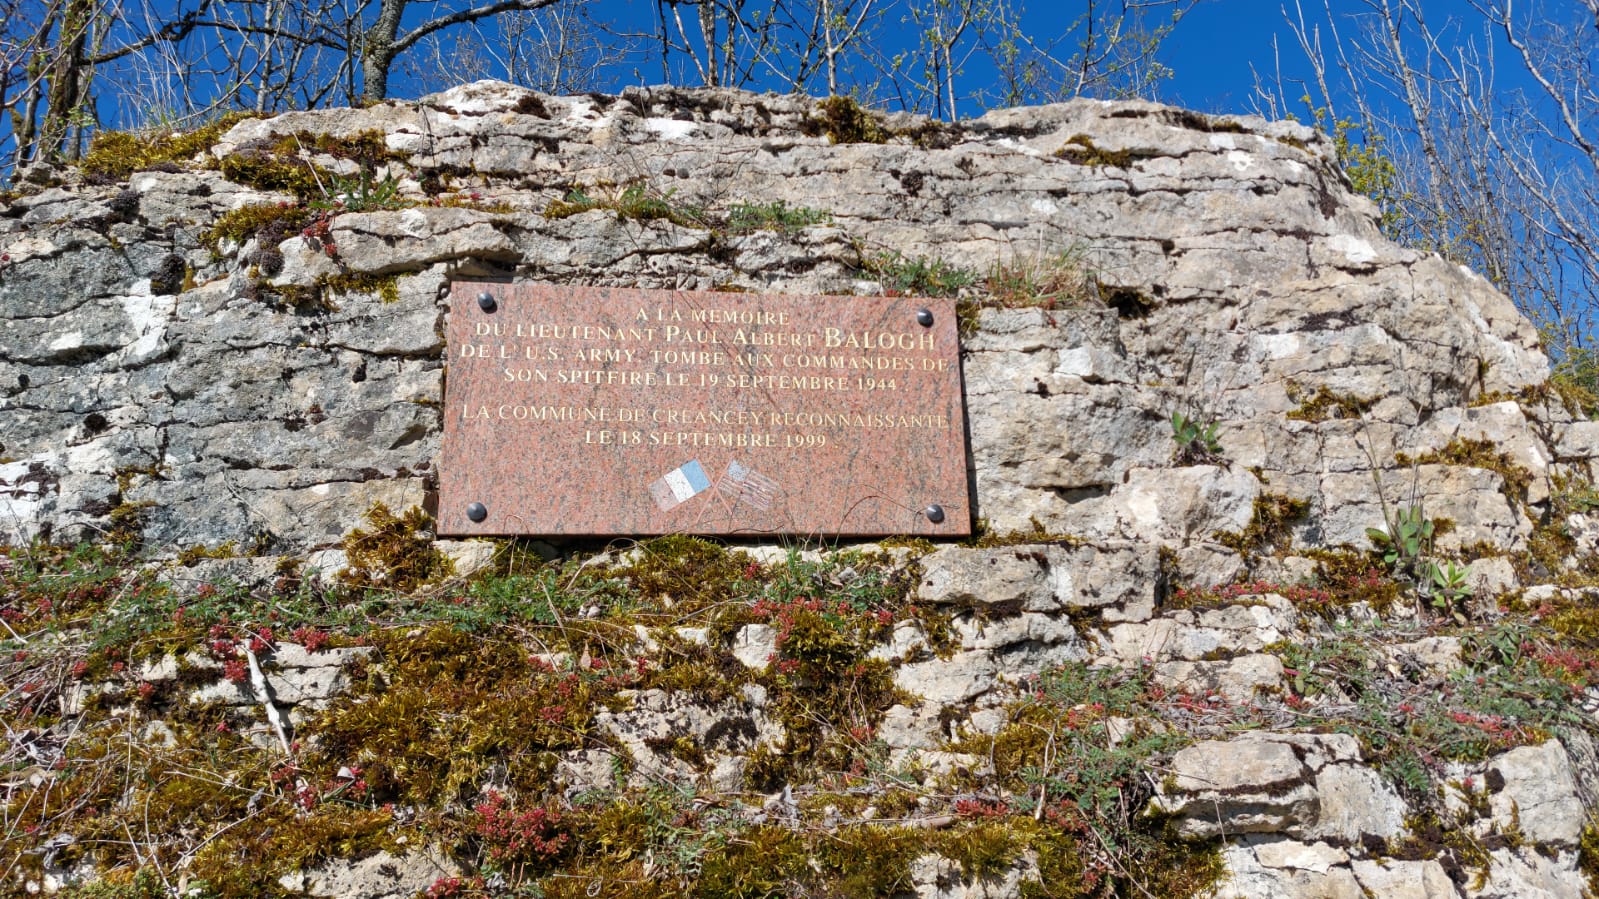 A LA MEMOIRE
DU LIEUTENANT PAUL ALBERT BALOGH
DE L' U.S. ARMY, TOMBE AUX COMMANDES DE
SON SPITFIRE LE 19 SEPTEMBRE 1944
LA COMMUNE DE CREANCEY RECONNAISSANTE
LE 18 SEPTEMBRE 1999